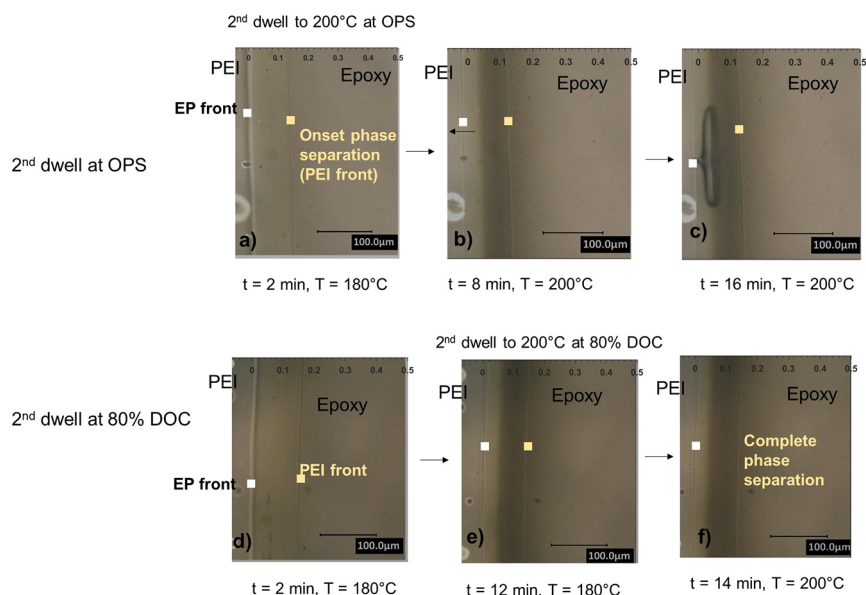 2nd dwell to 200°C at OPS
2nd dwell at OPS
PEI
0 0.1 0.2 0.3 0.4 0.5
Epoxy
EP front
Onset phase
separation
(PEI front)
a)
100.0µm
t = 2 min, T = 180°C
PEI
0 0.1 0.2 0.3 0.4 0.5
Epoxy
b)
100.0µm
t = 8 min, T = 200°C
PEI
0 0.1 0.2 0.3 0.4 0.5
Epoxy
c)
100.0µm
t = 16 min, T = 200°C
2nd dwell to 200°C at 80% DOC
2nd dwell at 80% DOC
PEI
0 0.1 0.2 0.3 0.4 0.5
Epoxy
PEI front
EP front
d)
100.0µm
t = 2 min, T = 180°C
PEI
0 0.1 0.2 0.3 0.4 0.5
Epoxy
e)
100.0µm
t = 12 min, T = 180°C
PEI
0 0.1 0.2 0.3 0.4 0.5
Epoxy
Complete
phase
separation
f)
100.0µm
t = 14 min, T = 200°C